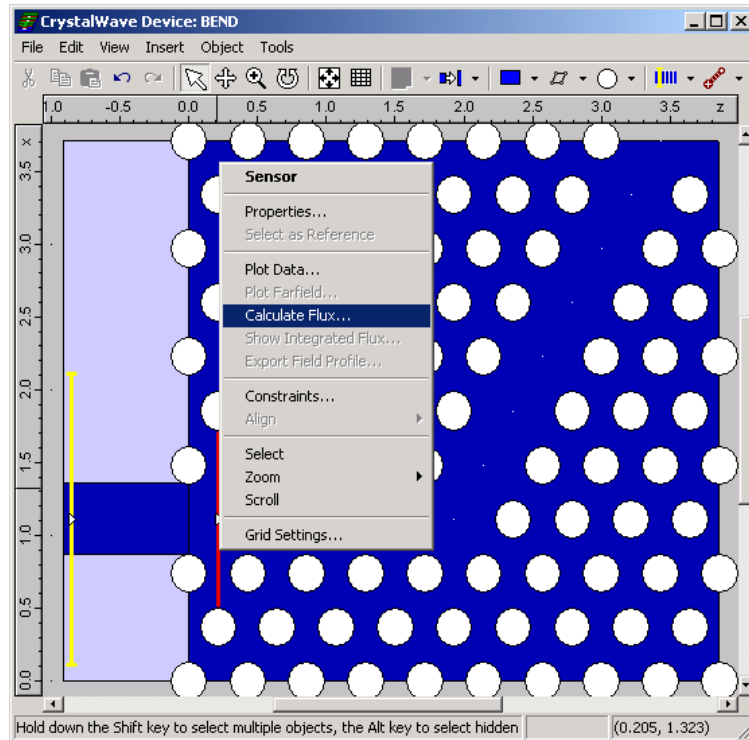 CrystalWave Device: BEND
File Edit View Insert Object Tools
1.0 -0.5 0.0 0.5 1.0 1.5 2.0 2.5 3.0 3.5 z
x
3.5
3.0
2.5
2.0
1.5
1.0
0.5
0.0
Sensor
Properties...
Select as Reference
Plot Data...
Plot Farfield...
Calculate Flux...
Show Integrated Flux...
Export Field Profile...
Constraints...
Align
Select
Zoom
Scroll
Grid Settings...
Hold down the Shift key to select multiple objects, the Alt key to select hidden (0.205, 1.323)